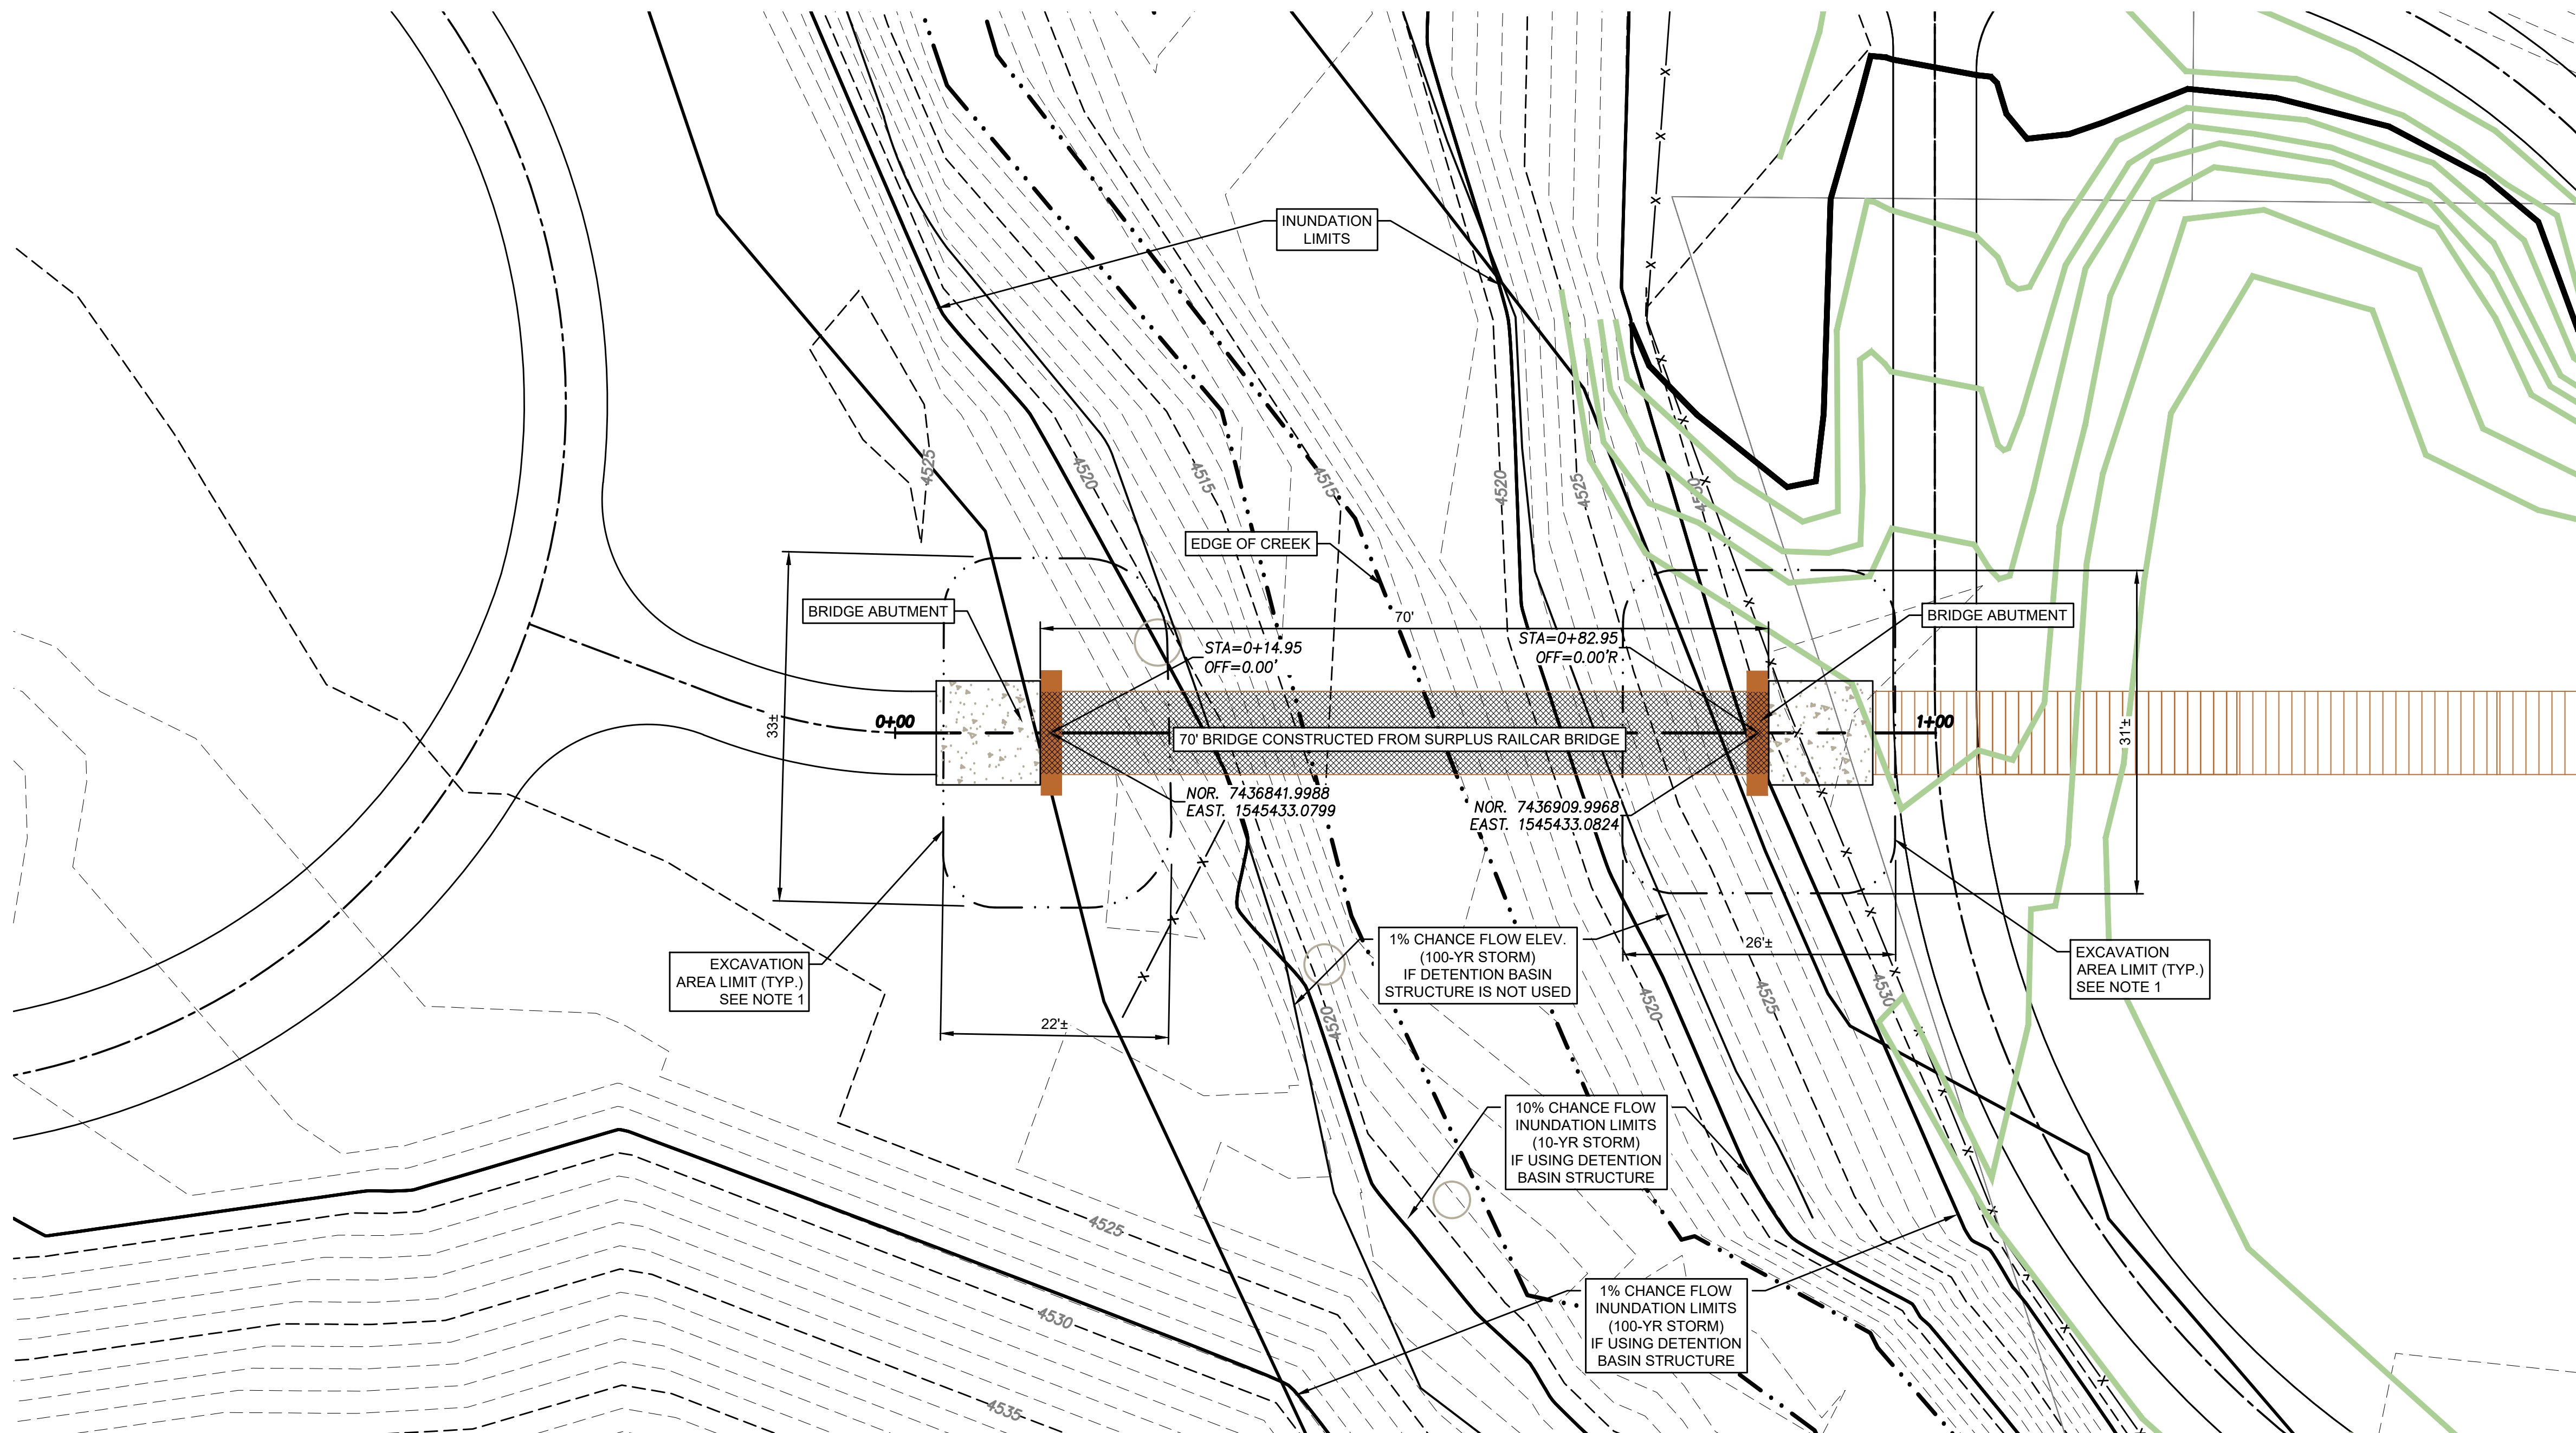 INUNDATION
LIMITS
4525
4520
4515
4515
4520
4525
4530
EDGE OF CREEK
BRIDGE ABUTMENT
BRIDGE ABUTMENT
70'
STA=0+14.95
OFF=0.00'
STA=0+82.95
OFF=0.00'R
33±
0+00
1+00
31'±
70' BRIDGE CONSTRUCTED FROM SURPLUS RAILCAR BRIDGE
NOR. 7436841.9988
EAST. 1545433.0799
NOR. 7436909.9968
EAST. 1545433.0824
EXCAVATION
AREA LIMIT (TYP.)
SEE NOTE 1
1% CHANCE FLOW ELEV.
(100-YR STORM)
IF DETENTION BASIN
STRUCTURE IS NOT USED
26'±
EXCAVATION
AREA LIMIT (TYP.)
SEE NOTE 1
22'±
4520
4520
4525
4530
10% CHANCE FLOW
INUNDATION LIMITS
(10-YR STORM)
IF USING DETENTION
BASIN STRUCTURE
4525
4530
4535
1% CHANCE FLOW
INUNDATION LIMITS
(100-YR STORM)
IF USING DETENTION
BASIN STRUCTURE